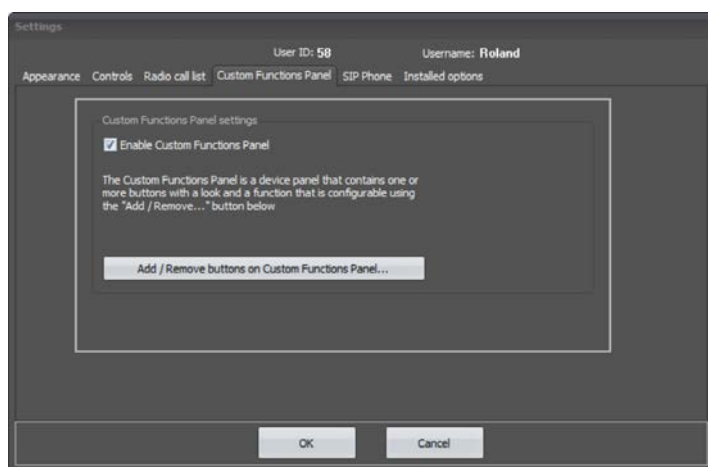 Settings
User ID: 58 Username: Roland
Appearance Controls Radio call list Custom Functions Panel SIP Phone Installed options
Custom Functions Panel settings
Enable Custom Functions Panel
The Custom Functions Panel is a device panel that contains one or
more buttons with a look and a function that is configurable using
the "Add / Remove..." button below
Add / Remove buttons on Custom Functions Panel...
OK Cancel